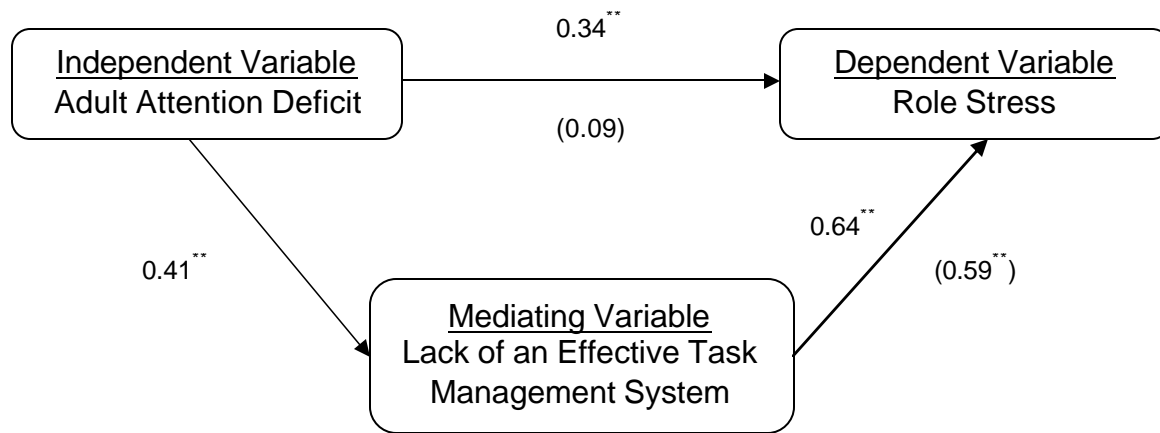 0.34**
Independent Variable
Adult Attention Deficit
Dependent Variable
Role Stress
(0.09)
0.64**
0.41**
(0.59**)
Mediating Variable
Lack of an Effective Task
Management System